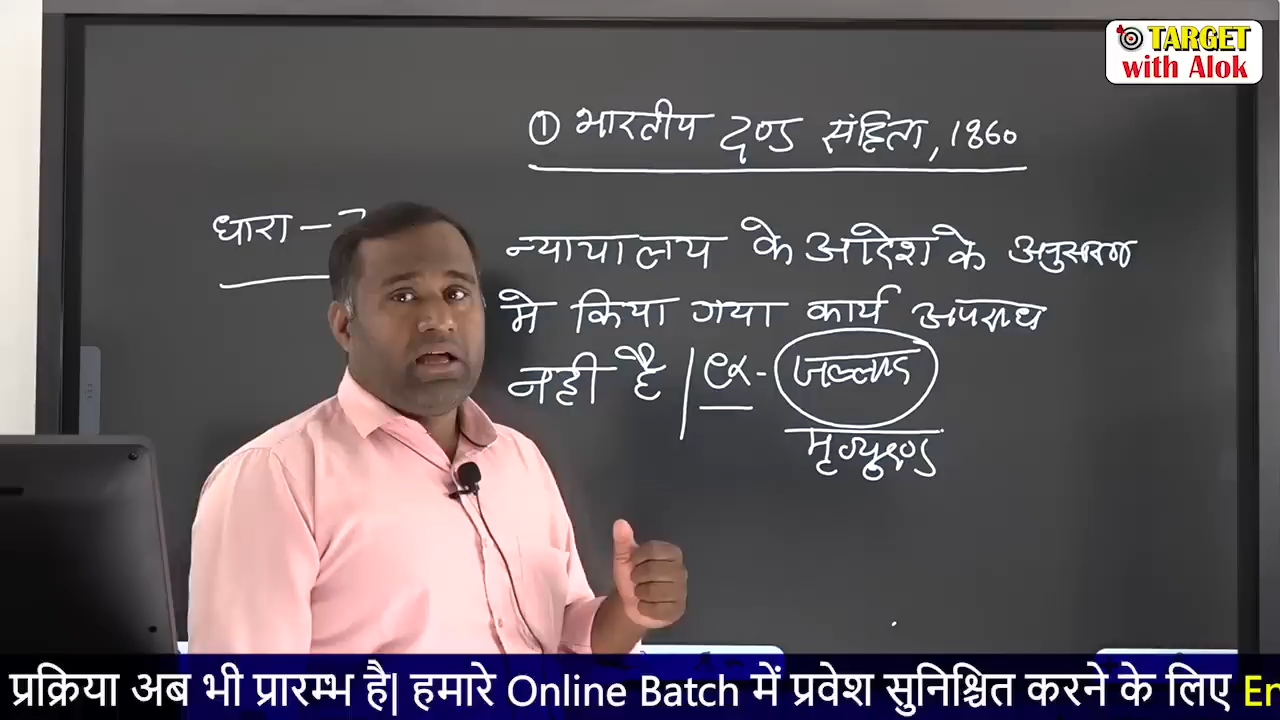 TARGET
with Alok
① भारतीय दण्ड संहिता, 1860
धारा –
न्यायालय के आदेश के अनुसरण
मे किया गया कार्य अपराध
नही है | Ex - जल्लाद
मृत्युदण्ड
प्रक्रिया अब भी प्रारम्भ है| हमारे Online Batch में प्रवेश सुनिश्चित करने के लिए En